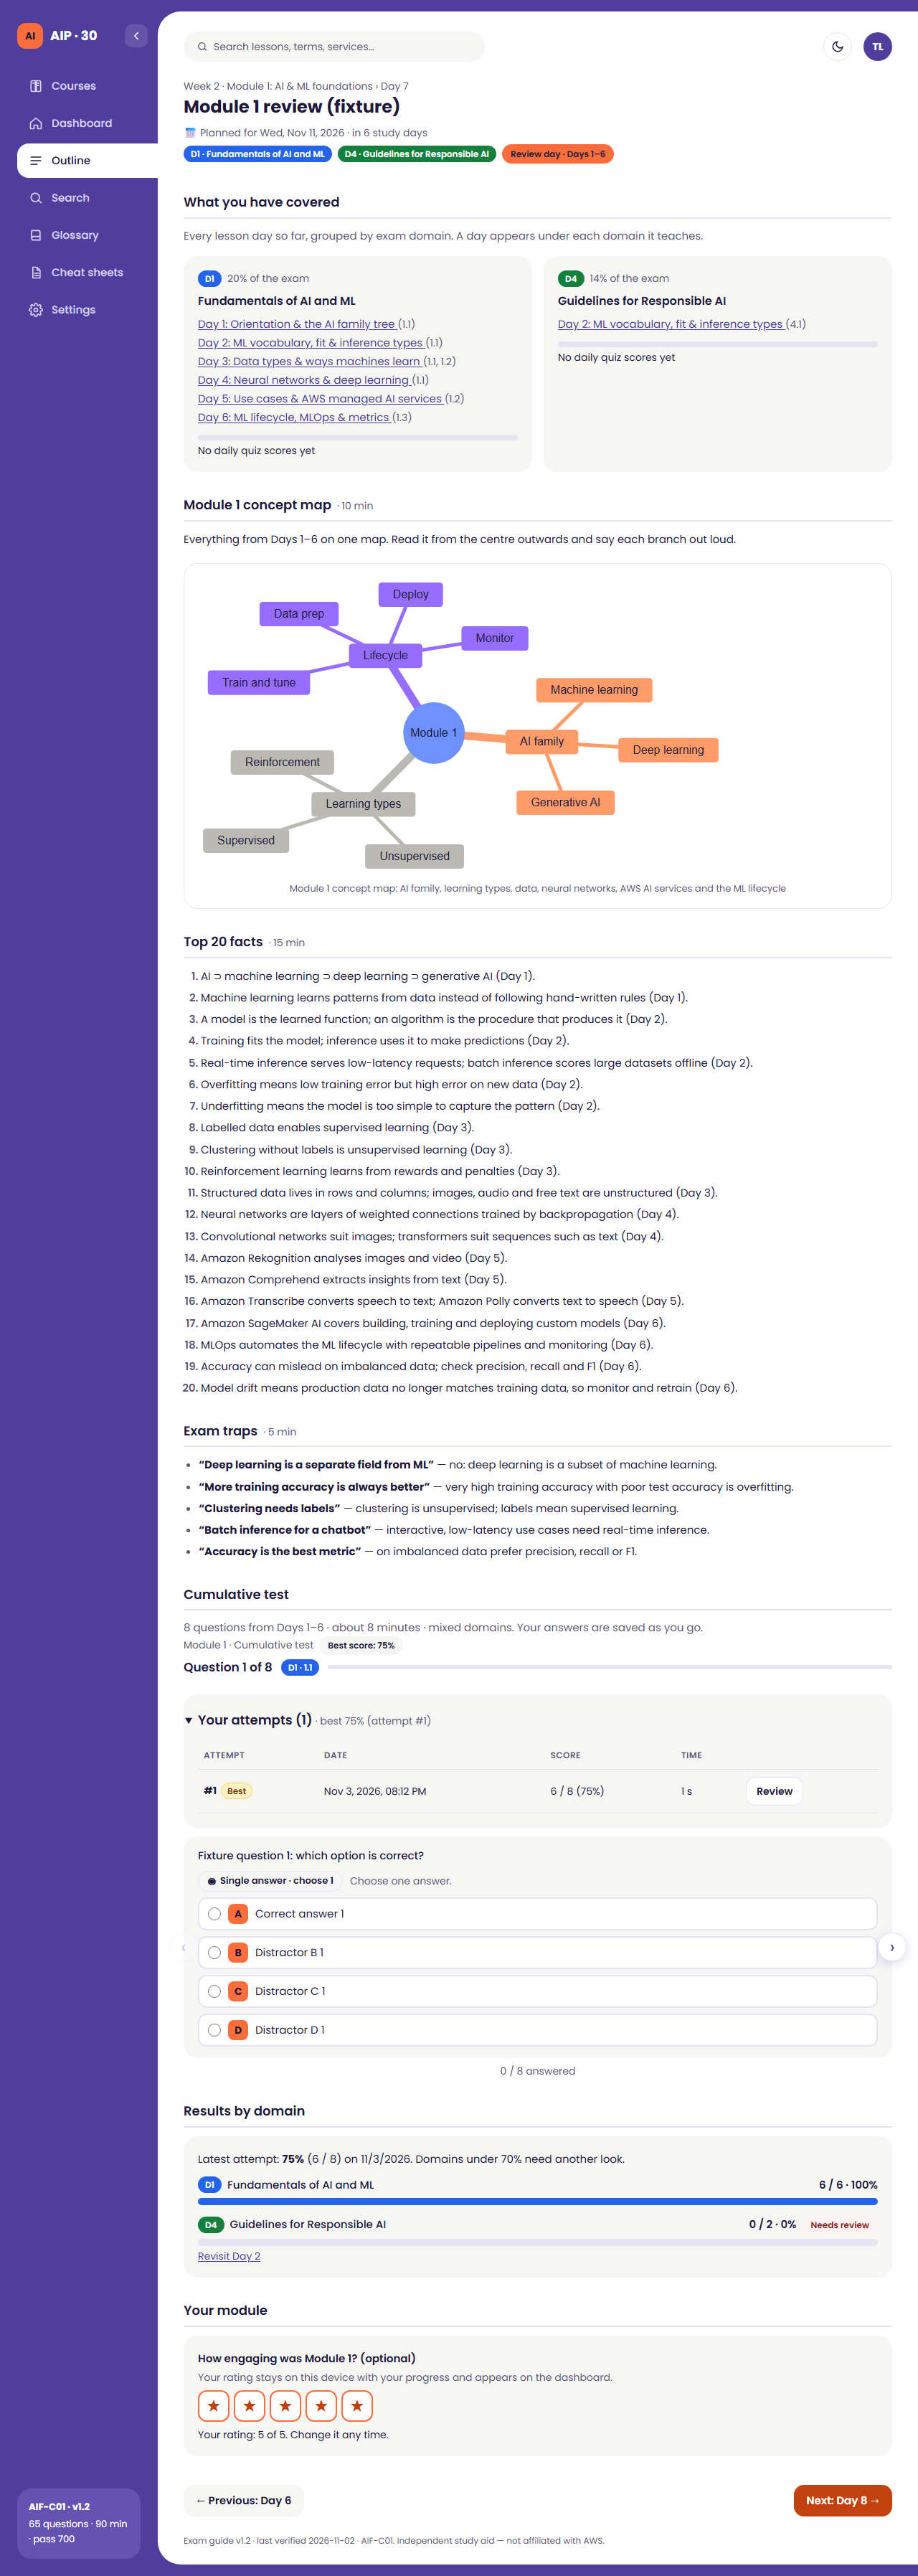 AI AIP · 30
Courses
Dashboard
Outline
Search
Glossary
Cheat sheets
Settings
AIF-C01 · v1.2
65 questions · 90 min
· pass 700
Search lessons, terms, services...
TL
Week 2 · Module 1: AI & ML foundations › Day 7
Module 1 review (fixture)
Planned for Wed, Nov 11, 2026 · in 6 study days
D1 · Fundamentals of AI and ML D4 · Guidelines for Responsible AI Review day · Days 1–6
What you have covered
Every lesson day so far, grouped by exam domain. A day appears under each domain it teaches.
D1 20% of the exam
Fundamentals of AI and ML
Day 1: Orientation & the AI family tree (1.1)
Day 2: ML vocabulary, fit & inference types (1.1)
Day 3: Data types & ways machines learn (1.1, 1.2)
Day 4: Neural networks & deep learning (1.1)
Day 5: Use cases & AWS managed AI services (1.2)
Day 6: ML lifecycle, MLOps & metrics (1.3)
No daily quiz scores yet
D4 14% of the exam
Guidelines for Responsible AI
Day 2: ML vocabulary, fit & inference types (4.1)
No daily quiz scores yet
Module 1 concept map · 10 min
Everything from Days 1–6 on one map. Read it from the centre outwards and say each branch out loud.
Deploy
Data prep
Monitor
Lifecycle
Train and tune
Machine learning
Module 1
AI family
Deep learning
Reinforcement
Generative AI
Learning types
Supervised
Unsupervised
Module 1 concept map: AI family, learning types, data, neural networks, AWS AI services and the ML lifecycle
Top 20 facts · 15 min
1. AI ⊃ machine learning ⊃ deep learning ⊃ generative AI (Day 1).
2. Machine learning learns patterns from data instead of following hand-written rules (Day 1).
3. A model is the learned function; an algorithm is the procedure that produces it (Day 2).
4. Training fits the model; inference uses it to make predictions (Day 2).
5. Real-time inference serves low-latency requests; batch inference scores large datasets offline (Day 2).
6. Overfitting means low training error but high error on new data (Day 2).
7. Underfitting means the model is too simple to capture the pattern (Day 2).
8. Labelled data enables supervised learning (Day 3).
9. Clustering without labels is unsupervised learning (Day 3).
10. Reinforcement learning learns from rewards and penalties (Day 3).
11. Structured data lives in rows and columns; images, audio and free text are unstructured (Day 3).
12. Neural networks are layers of weighted connections trained by backpropagation (Day 4).
13. Convolutional networks suit images; transformers suit sequences such as text (Day 4).
14. Amazon Rekognition analyses images and video (Day 5).
15. Amazon Comprehend extracts insights from text (Day 5).
16. Amazon Transcribe converts speech to text; Amazon Polly converts text to speech (Day 5).
17. Amazon SageMaker AI covers building, training and deploying custom models (Day 6).
18. MLOps automates the ML lifecycle with repeatable pipelines and monitoring (Day 6).
19. Accuracy can mislead on imbalanced data; check precision, recall and F1 (Day 6).
20. Model drift means production data no longer matches training data, so monitor and retrain (Day 6).
Exam traps · 5 min
• “Deep learning is a separate field from ML” — no: deep learning is a subset of machine learning.
• “More training accuracy is always better” — very high training accuracy with poor test accuracy is overfitting.
• “Clustering needs labels” — clustering is unsupervised; labels mean supervised learning.
• “Batch inference for a chatbot” — interactive, low-latency use cases need real-time inference.
• “Accuracy is the best metric” — on imbalanced data prefer precision, recall or F1.
Cumulative test
8 questions from Days 1–6 · about 8 minutes · mixed domains. Your answers are saved as you go.
Module 1 · Cumulative test Best score: 75%
Question 1 of 8 D1 · 1.1
▼ Your attempts (1) · best 75% (attempt #1)
ATTEMPT DATE SCORE TIME
#1 Best Nov 3, 2026, 08:12 PM 6 / 8 (75%) 1 s Review
Fixture question 1: which option is correct?
Single answer · choose 1 Choose one answer.
A Correct answer 1
B Distractor B 1
C Distractor C 1
D Distractor D 1
0 / 8 answered
Results by domain
Latest attempt: 75% (6 / 8) on 11/3/2026. Domains under 70% need another look.
D1 Fundamentals of AI and ML 6 / 6 · 100%
D4 Guidelines for Responsible AI 0 / 2 · 0% Needs review
Revisit Day 2
Your module
How engaging was Module 1? (optional)
Your rating stays on this device with your progress and appears on the dashboard.
★ ★ ★ ★ ★
Your rating: 5 of 5. Change it any time.
← Previous: Day 6
Next: Day 8 →
Exam guide v1.2 · last verified 2026-11-02 · AIF-C01. Independent study aid — not affiliated with AWS.